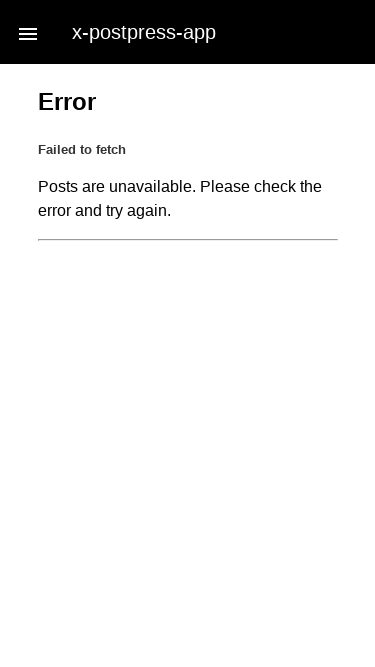 x-postpress-app
Error
Failed to fetch
Posts are unavailable. Please check the
error and try again.